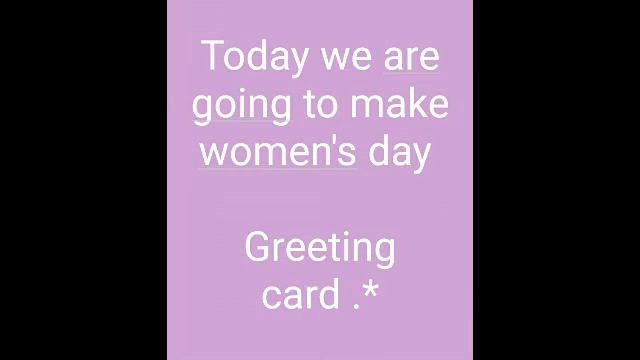 Today we are
going to make
women's day
Greeting
card .*